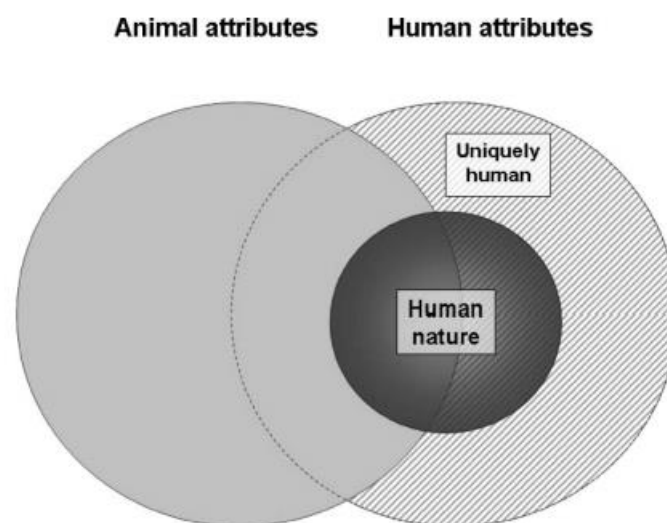 Animal attributes
Human attributes
Uniquely
human
Human
nature